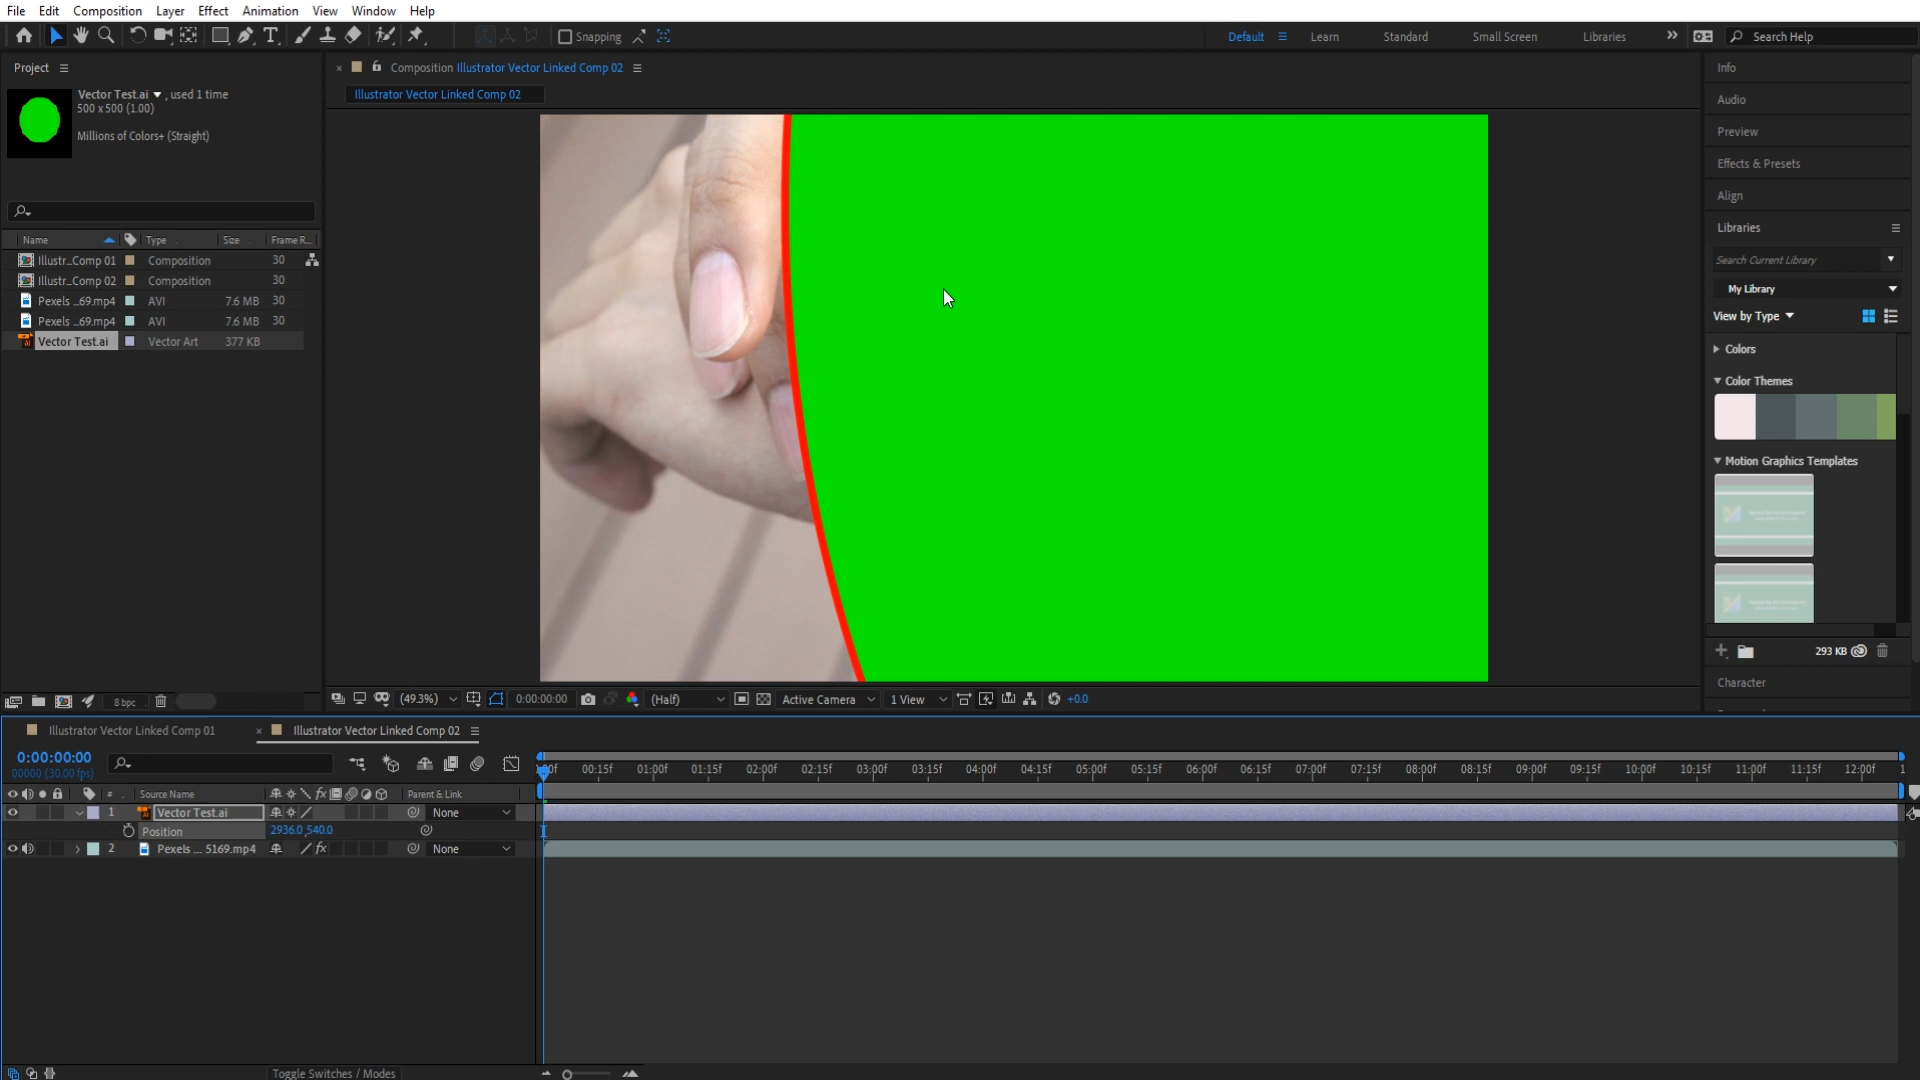 File Edit Composition Layer Effect Animation View Window Help
Snapping
Default Learn Standard Small Screen Libraries Search Help
Project
Vector Test.ai , used 1 time
500 x 500 (1.00)
Millions of Colors+ (Straight)
Name Type Size Frame R...
Illustr...Comp 01 Composition 30
Illustr...Comp 02 Composition 30
Pexels ...69.mp4 AVI 7.6 MB 30
Pexels ...69.mp4 AVI 7.6 MB 30
Vector Test.ai Vector Art 377 KB
8 bpc
Composition Illustrator Vector Linked Comp 02
Illustrator Vector Linked Comp 02
(49.3%) 0:00:00:00 (Half) Active Camera 1 View +0.0
Info
Audio
Preview
Effects & Presets
Align
Libraries
Search Current Library
My Library
View by Type
Colors
Color Themes
Motion Graphics Templates
293 KB
Character
Illustrator Vector Linked Comp 01
Illustrator Vector Linked Comp 02
0:00:00:00
00000 (30.00 fps)
00:15f 01:00f 01:15f 02:00f 02:15f 03:00f 03:15f 04:00f 04:15f 05:00f 05:15f 06:00f 06:15f 07:00f 07:15f 08:00f 08:15f 09:00f 09:15f 10:00f 10:15f 11:00f 11:15f 12:00f 1
# Source Name fx Parent & Link
1 Vector Test.ai None
Position 2936.0,540.0
2 Pexels ... 5169.mp4 fx None
Toggle Switches / Modes